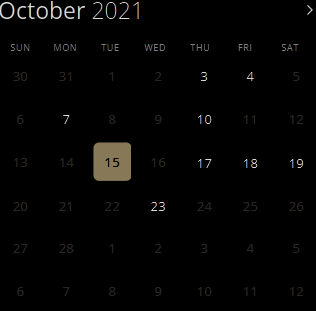 October 2021 >
SUN MON TUE WED THU FRI SAT
30 31 1 2 3 4 5
6 7 8 9 10 11 12
13 14 15 16 17 18 19
20 21 22 23 24 25 26
27 28 1 2 3 4 5
6 7 8 9 10 11 12